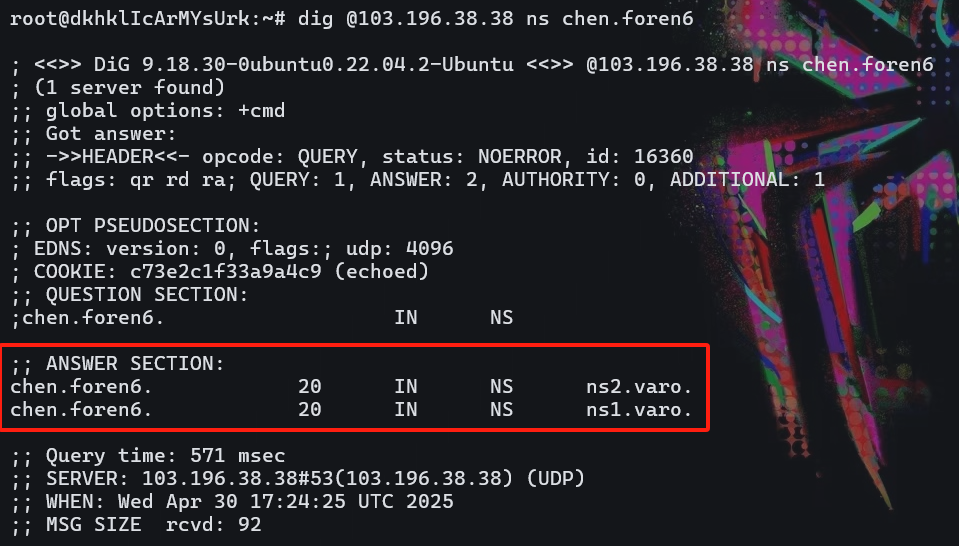 root@dkhklIcArMYsUrk:~# dig @103.196.38.38 ns chen.foren6
; <<>> DiG 9.18.30-0ubuntu0.22.04.2-Ubuntu <<>> @103.196.38.38 ns chen.foren6
; (1 server found)
;; global options: +cmd
;; Got answer:
;; ->>HEADER<<- opcode: QUERY, status: NOERROR, id: 16360
;; flags: qr rd ra; QUERY: 1, ANSWER: 2, AUTHORITY: 0, ADDITIONAL: 1
;; OPT PSEUDOSECTION:
; EDNS: version: 0, flags:; udp: 4096
; COOKIE: c73e2c1f33a9a4c9 (echoed)
;; QUESTION SECTION:
;chen.foren6. IN NS
;; ANSWER SECTION:
chen.foren6. 20 IN NS ns2.varo.
chen.foren6. 20 IN NS ns1.varo.
;; Query time: 571 msec
;; SERVER: 103.196.38.38#53(103.196.38.38) (UDP)
;; WHEN: Wed Apr 30 17:24:25 UTC 2025
;; MSG SIZE rcvd: 92